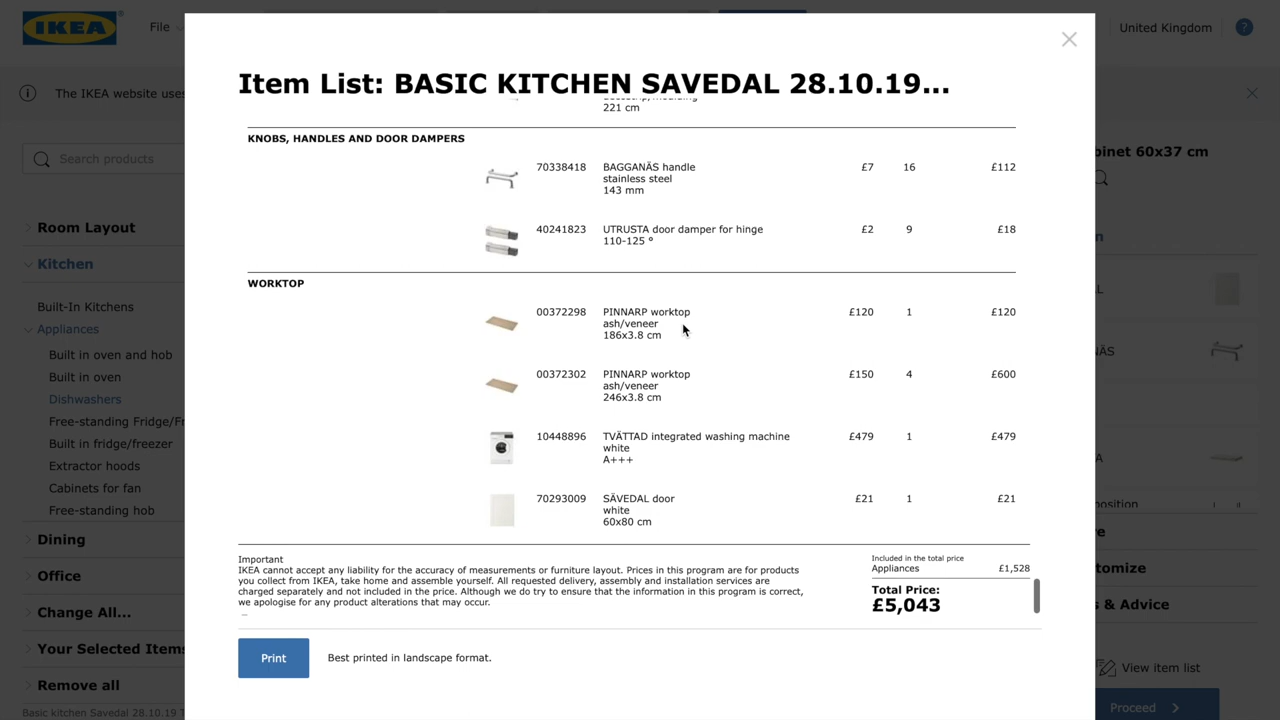 IKEA
File
United Kingdom
?
Item List: BASIC KITCHEN SAVEDAL 28.10.19...
The IKEA website uses
221 cm
KNOBS, HANDLES AND DOOR DAMPERS
binet 60x37 cm
Search products
70338418 BAGGANÄS handle £7 16 £112
stainless steel
143 mm
Room Layout
40241823 UTRUSTA door damper for hinge £2 9 £18
110-125 °
Kitchen
WORKTOP
Built-In Kitchens
00372298 PINNARP worktop £120 1 £120
ash/veneer
186x3.8 cm
Appliances
Built in oven and hob
ÄS
00372302 PINNARP worktop £150 4 £600
ash/veneer
246x3.8 cm
Built in oven
Dishwashers
Free-standing Fridge/Fr
10448896 TVÄTTAD integrated washing machine £479 1 £479
white
A+++
Built in fridge/freezer
A
Extractor hoods
Cabinets for fan
70293009 SÄVEDAL door £21 1 £21
white
60x80 cm
Free-standing hob
position
Dining
Important
IKEA cannot accept any liability for the accuracy of measurements or furniture layout. Prices in this program are for products
you collect from IKEA, take home and assemble yourself. All requested delivery, assembly and installation services are
charged separately and not included in the price. Although we do try to ensure that the information in this program is correct,
we apologise for any product alterations that may occur.
Included in the total price
Appliances £1,528
Total Price:
£5,043
re
tomize
Office
& Advice
Change All...
Your Selected Items
Print
Best printed in landscape format.
View item list
Remove all
Proceed
Basic kitchen Savedal 28.10.19